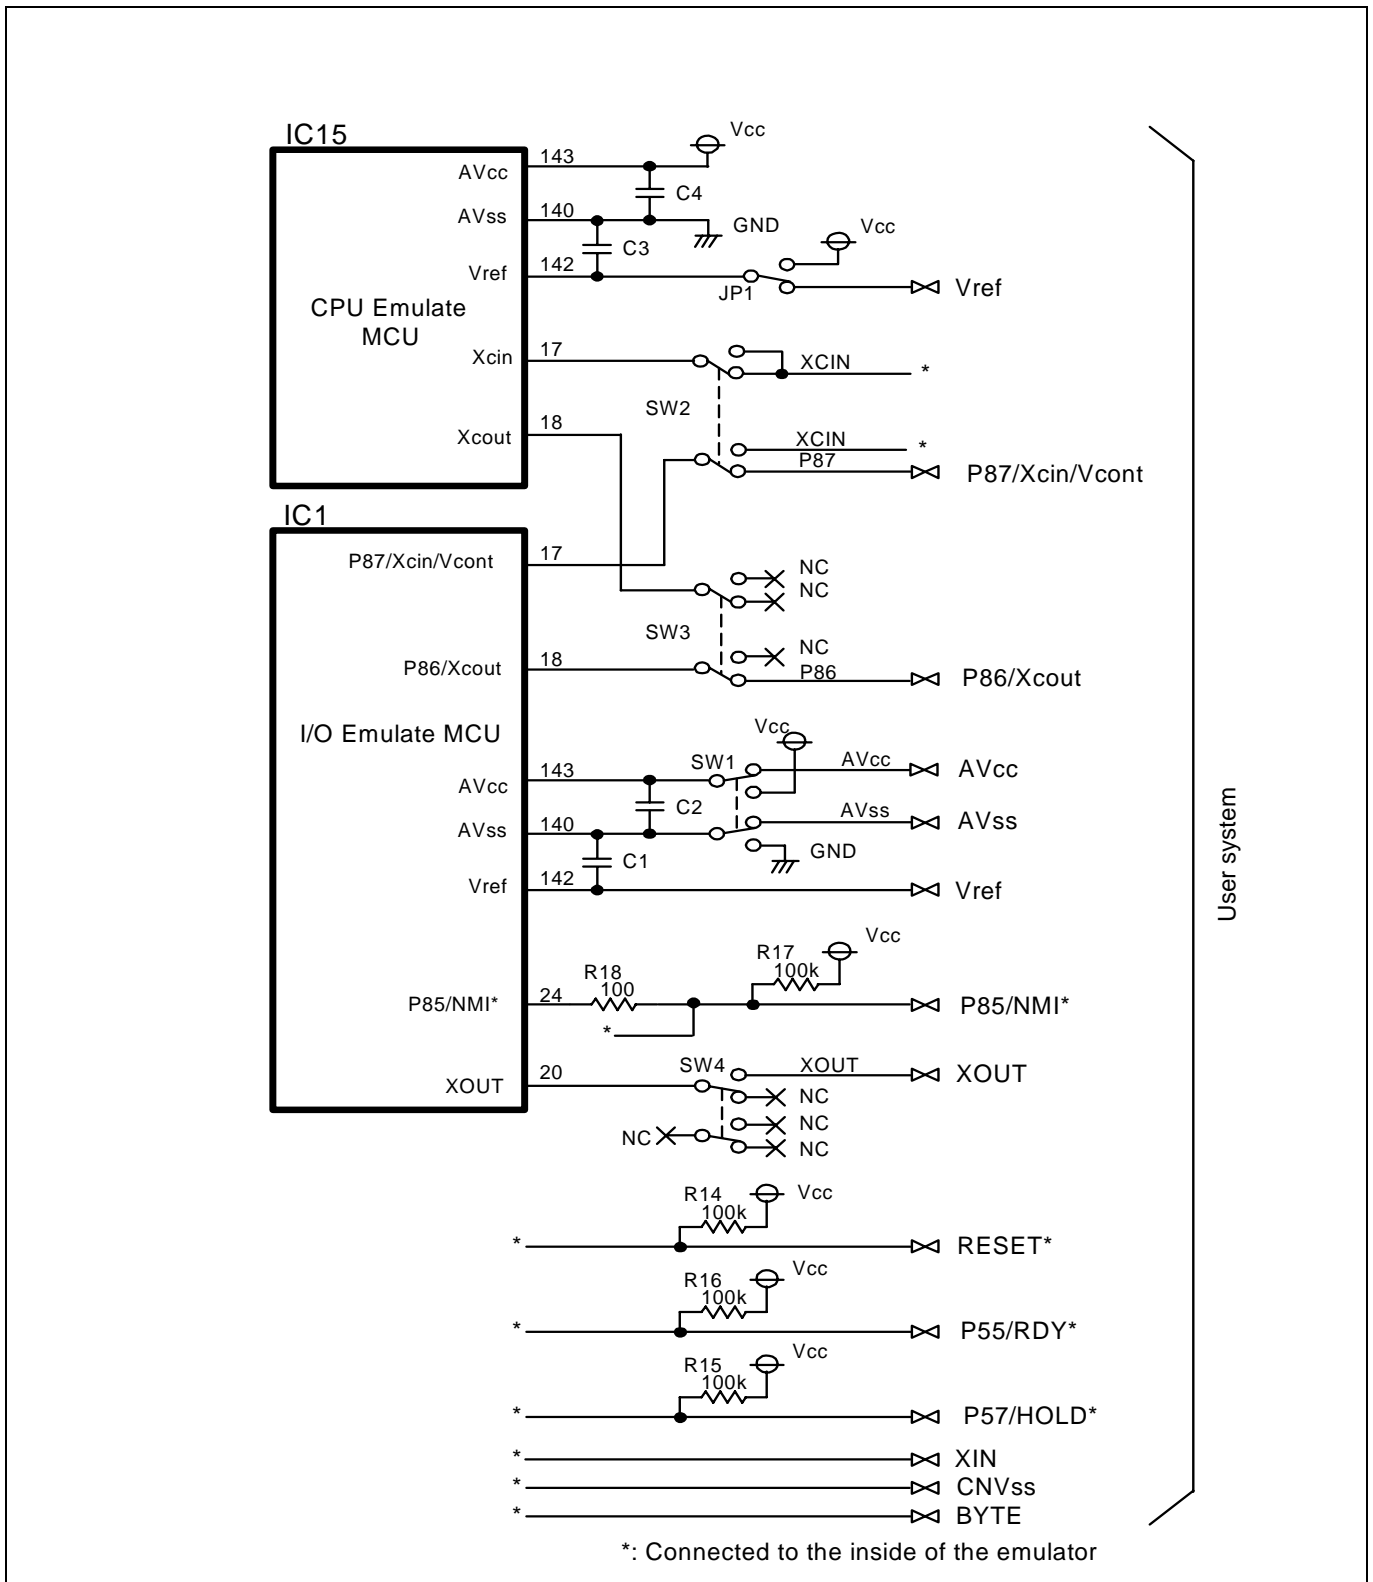 IC15
AVcc 143 Vcc
C4
AVss 140 GND
C3 Vcc
Vref 142 JP1 Vref
CPU Emulate
MCU
Xcin 17 XCIN *
SW2
Xcout 18 XCIN *
P87 P87/Xcin/Vcont
IC1
P87/Xcin/Vcont 17 NC
NC
SW3
P86/Xcout 18 NC
P86 P86/Xcout
I/O Emulate MCU
Vcc
SW1 AVcc AVcc
AVcc 143
C2
AVss 140 AVss AVss
C1 GND
Vref 142 Vref
Vcc
R17
R18 100k
100
P85/NMI* 24 P85/NMI*
*
SW4 XOUT XOUT
XOUT 20 NC
NC
NC NC
R14 Vcc
100k
* RESET*
R16 Vcc
100k
* P55/RDY*
R15 Vcc
100k
* P57/HOLD*
* XIN
* CNVss
* BYTE
User system
*: Connected to the inside of the emulator